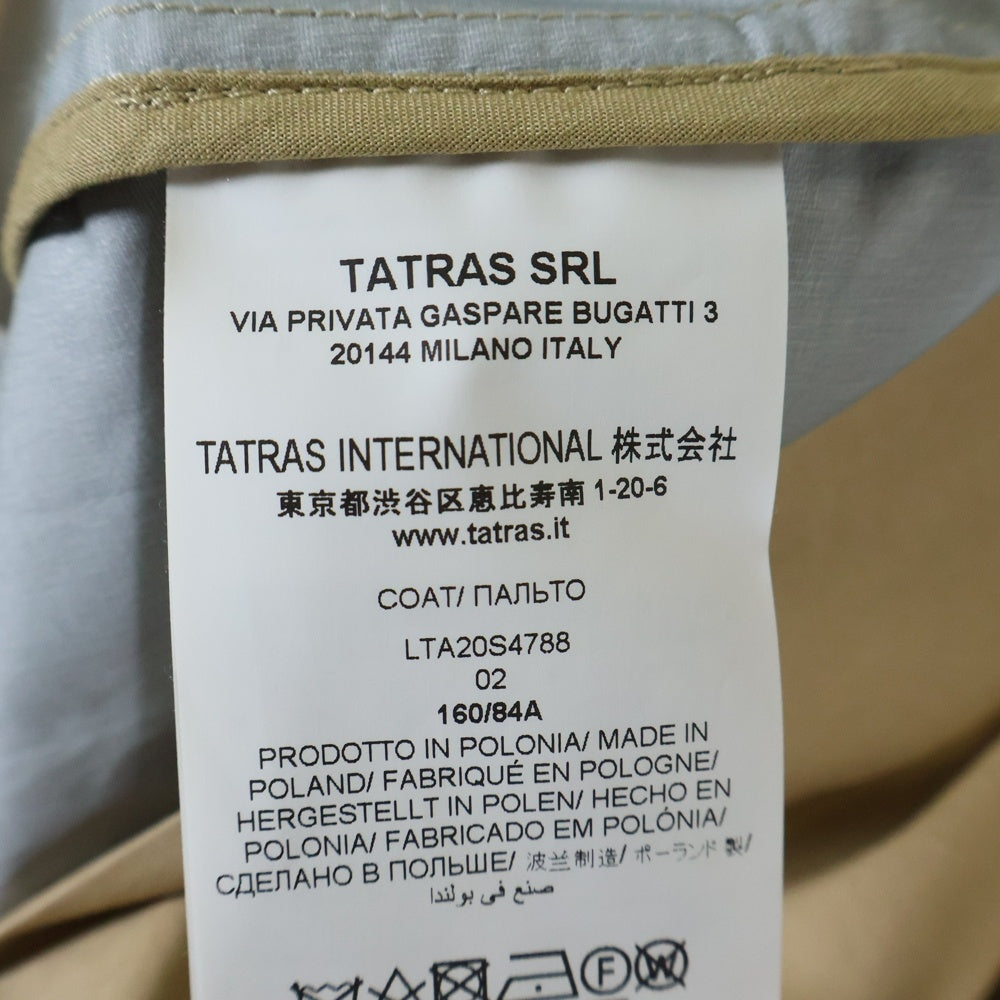 TATRAS SRL
VIA PRIVATA GASPARE BUGATTI 3
20144 MILANO ITALY
TATRAS INTERNATIONAL 株式会社
東京都渋谷区恵比寿南 1-20-6
www.tatras.it
COAT/ ПАЛЬТО
LTA20S4788
02
160/84A
PRODOTTO IN POLONIA/ MADE IN
POLAND/ FABRIQUÉ EN POLOGNE/
HERGESTELLT IN POLEN/ HECHO EN
POLONIA/ FABRICADO EM POLÓNIA/
СДЕЛАНО В ПОЛЬШЕ/ 波兰制造/ ポーランド製/
صنع في بولندا
F W